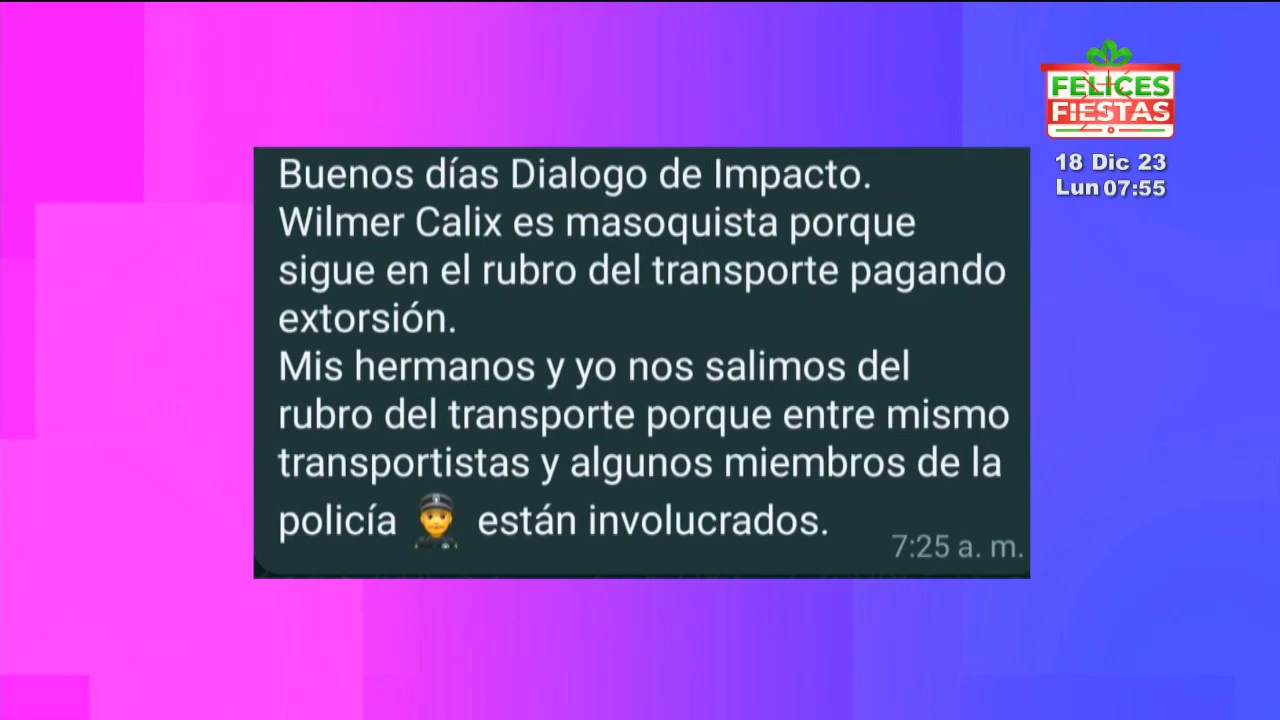 FELICES
FIESTAS
18 Dic 23
Lun 07:55
Buenos días Dialogo de Impacto.
Wilmer Calix es masoquista porque
sigue en el rubro del transporte pagando
extorsión.
Mis hermanos y yo nos salimos del
rubro del transporte porque entre mismo
transportistas y algunos miembros de la
policía 👮 están involucrados.
7:25 a. m.